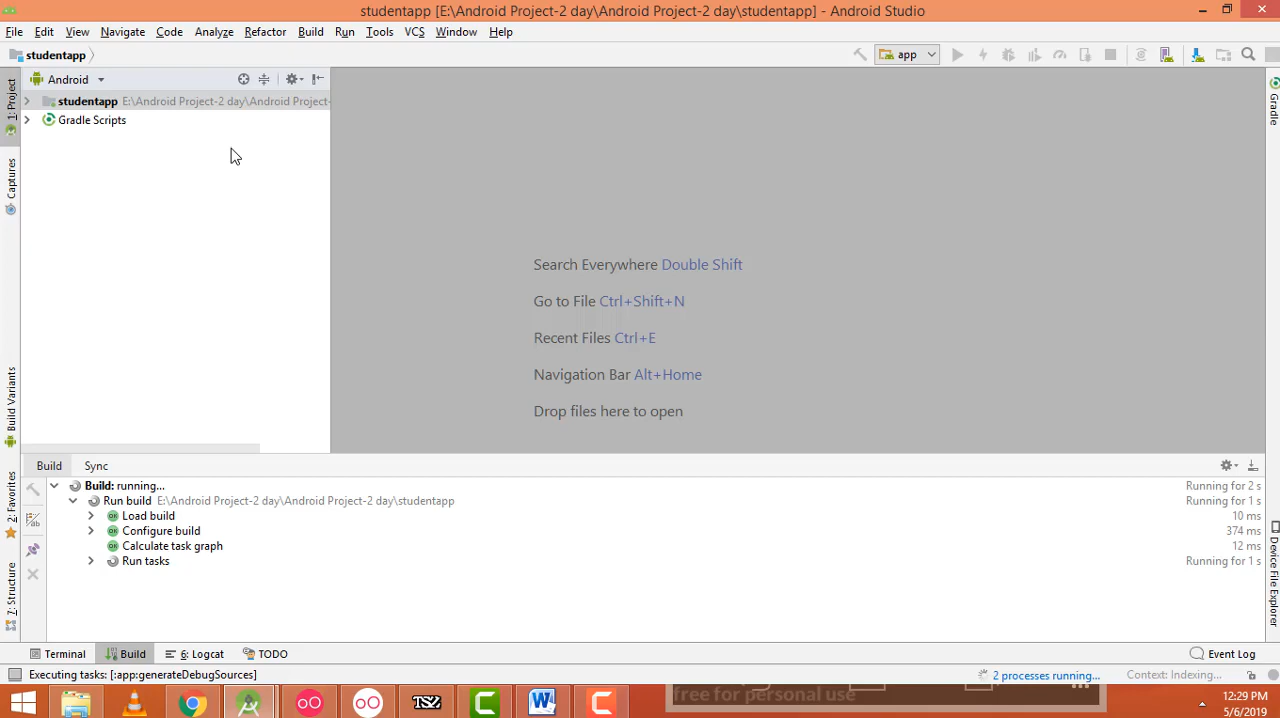 studentapp [E:\Android Project-2 day\Android Project-2 day\studentapp] - Android Studio
File Edit View Navigate Code Analyze Refactor Build Run Tools VCS Window Help
studentapp
app
Android
1: Project
studentapp E:\Android Project-2 day\Android Project-
Gradle Scripts
Gradle
Captures
Search Everywhere Double Shift
Go to File Ctrl+Shift+N
Recent Files Ctrl+E
Navigation Bar Alt+Home
Drop files here to open
Build Variants
Build Sync
Build: running... Running for 2 s
Run build E:\Android Project-2 day\Android Project-2 day\studentapp Running for 1 s
Load build 10 ms
Configure build 374 ms
Calculate task graph 12 ms
Run tasks Running for 1 s
2: Favorites
7: Structure
Device File Explorer
Terminal Build 6: Logcat TODO Event Log
Executing tasks: [:app:generateDebugSources] 2 processes running... Context: Indexing...
TSZ
free for personal use
12:29 PM
5/6/2019